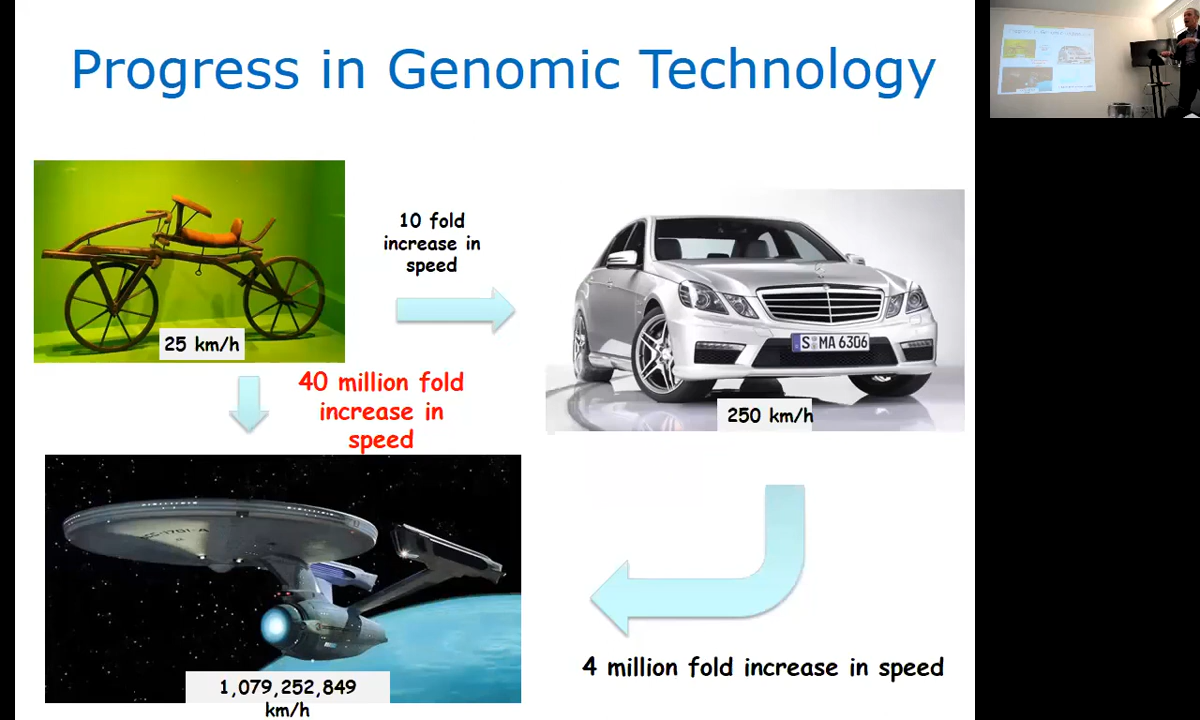 Progress in Genomic Technology
10 fold
increase in
speed
25 km/h
S MA 6306
250 km/h
40 million fold
increase in
speed
1,079,252,849
km/h
4 million fold increase in speed